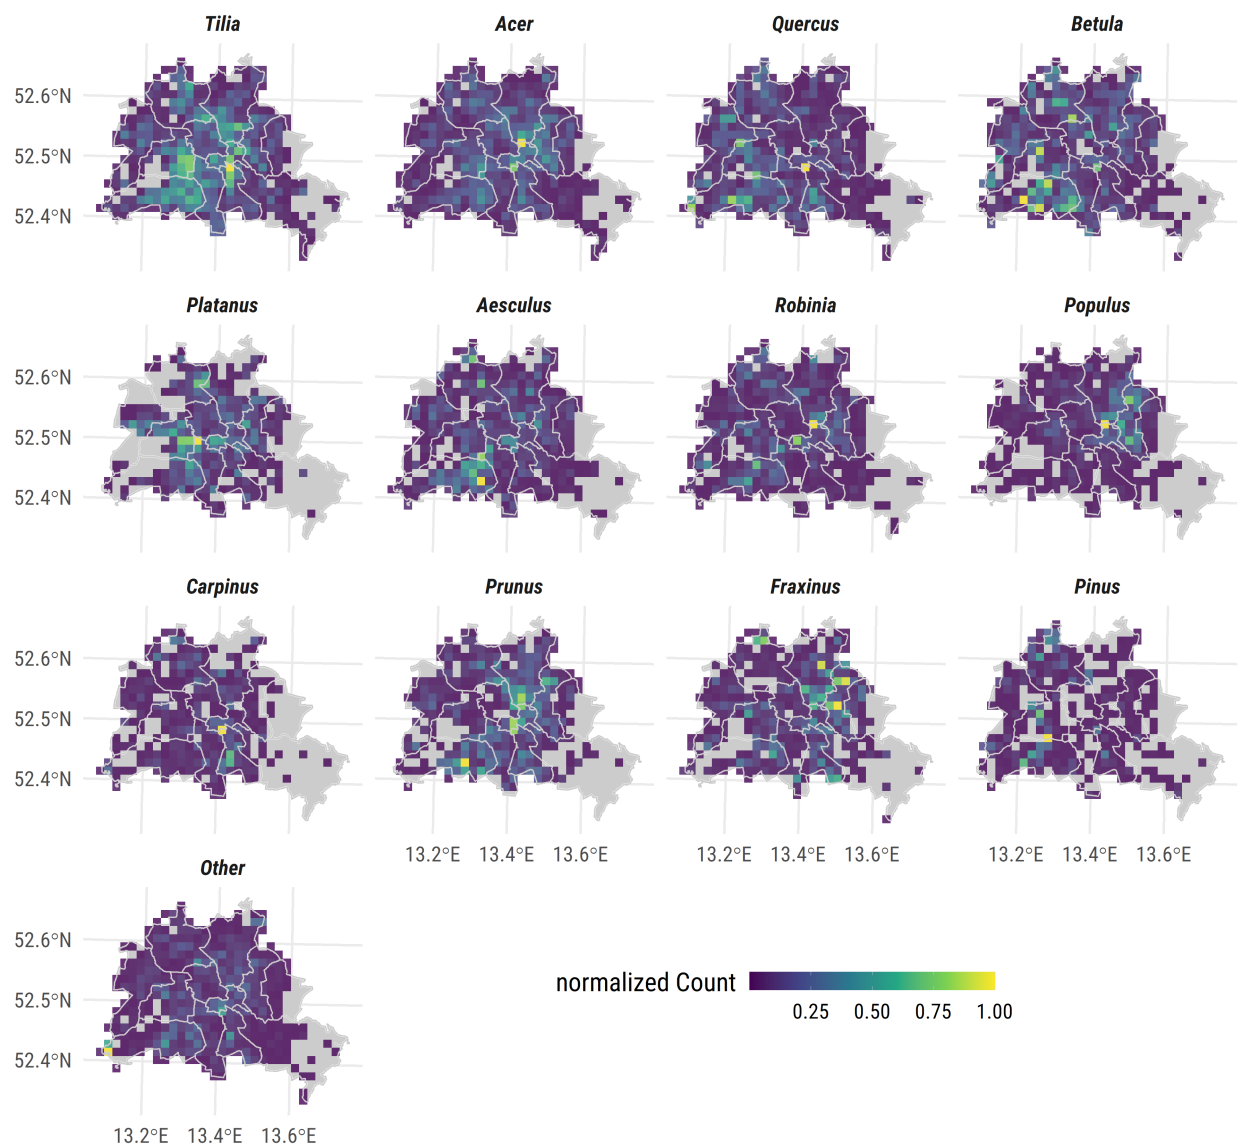 Tilia Acer Quercus Betula
52.6°N
52.5°N
52.4°N
Platanus Aesculus Robinia Populus
52.6°N
52.5°N
52.4°N
Carpinus Prunus Fraxinus Pinus
52.6°N
52.5°N
52.4°N
13.2°E 13.4°E 13.6°E 13.2°E 13.4°E 13.6°E 13.2°E 13.4°E 13.6°E
Other
52.6°N
52.5°N
52.4°N
normalized Count
0.25 0.50 0.75 1.00
13.2°E 13.4°E 13.6°E